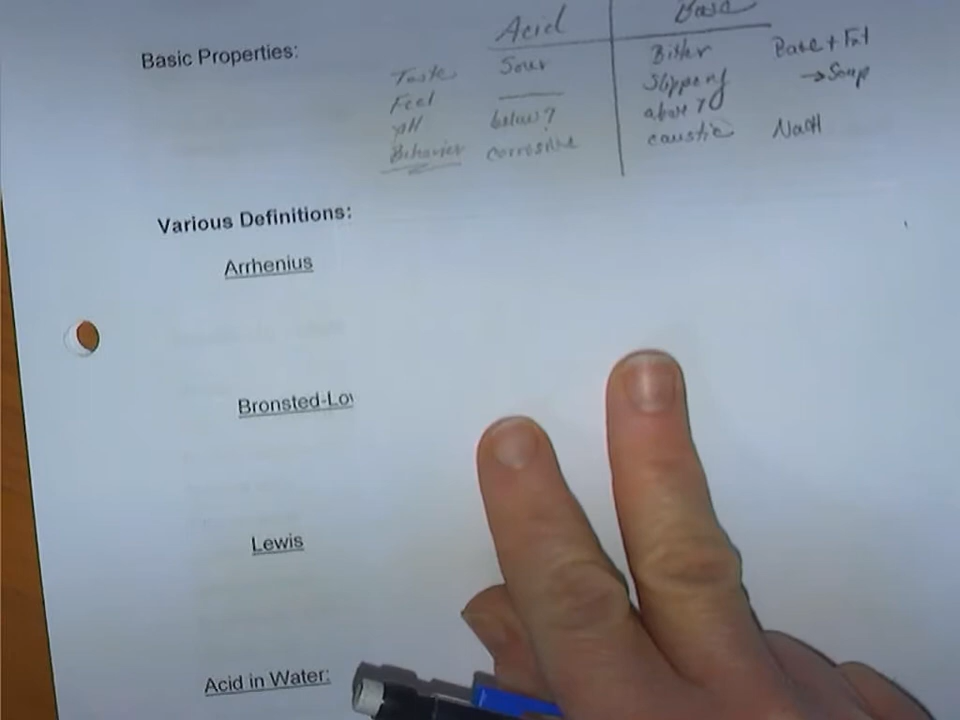 Acid Base
Basic Properties:
Taste Sour Bitter Base + Fat
Feel — Slippery → Soap
pH below 7 above 7
Behavior corrosive caustic NaOH
Various Definitions:
Arrhenius
Bronsted-Lo
Lewis
Acid in Water: